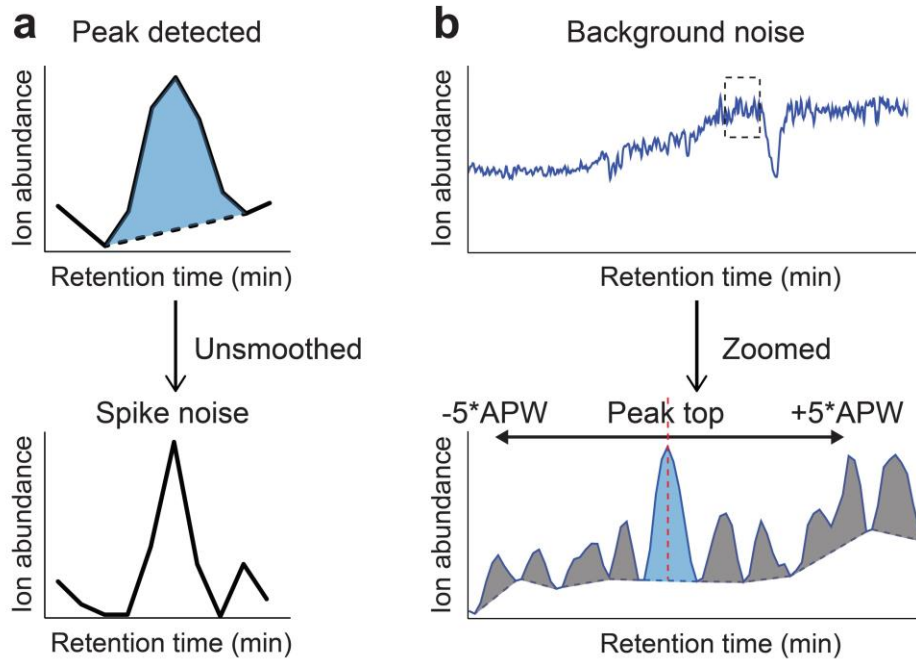 a
Peak detected
Ion abundance
Retention time (min)
Unsmoothed
Spike noise
Ion abundance
Retention time (min)
b
Background noise
Ion abundance
Retention time (min)
Zoomed
-5*APW
Peak top
+5*APW
Ion abundance
Retention time (min)